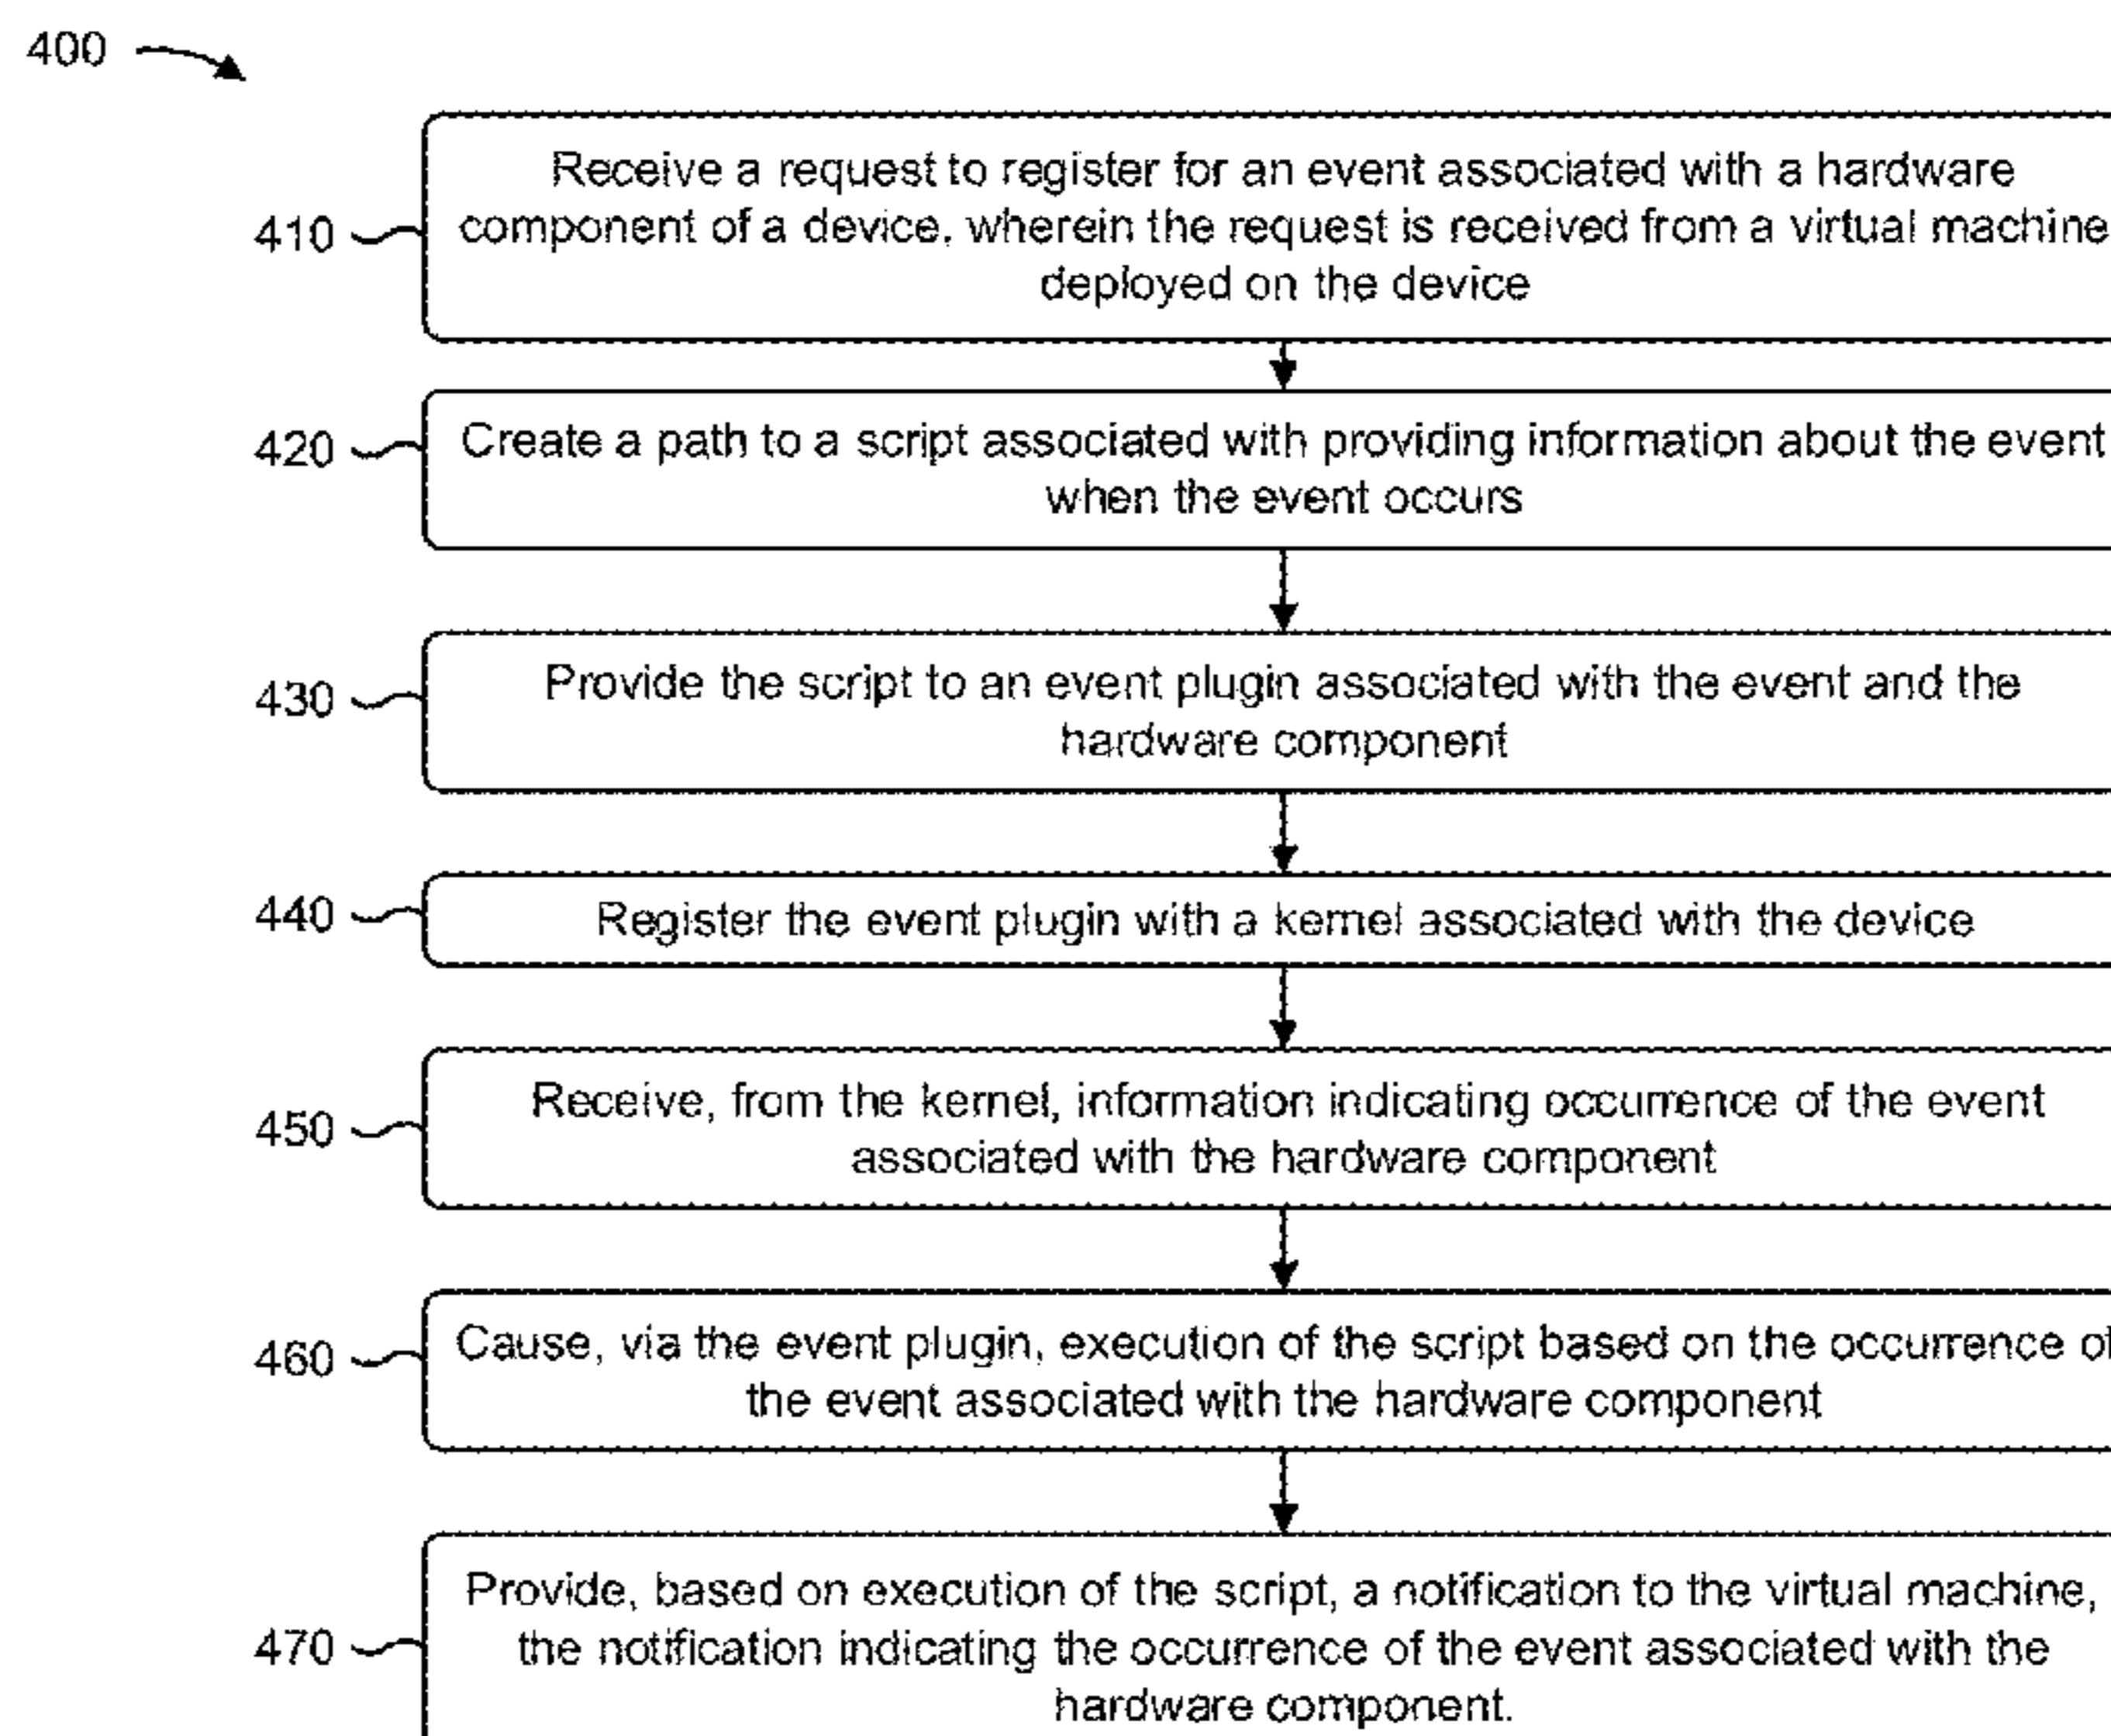 400
Receive a request to register for an event associated with a hardware
410 component of a device, wherein the request is received from a virtual machine
deployed on the device
420 Create a path to a script associated with providing information about the event
when the event occurs
430 Provide the script to an event plugin associated with the event and the
hardware component
440 Register the event plugin with a kernel associated with the device
Receive, from the kernel, information indicating occurrence of the event
450 associated with the hardware component
460 Cause, via the event plugin, execution of the script based on the occurrence of
the event associated with the hardware component
Provide, based on execution of the script, a notification to the virtual machine,
470 the notification indicating the occurrence of the event associated with the
hardware component.